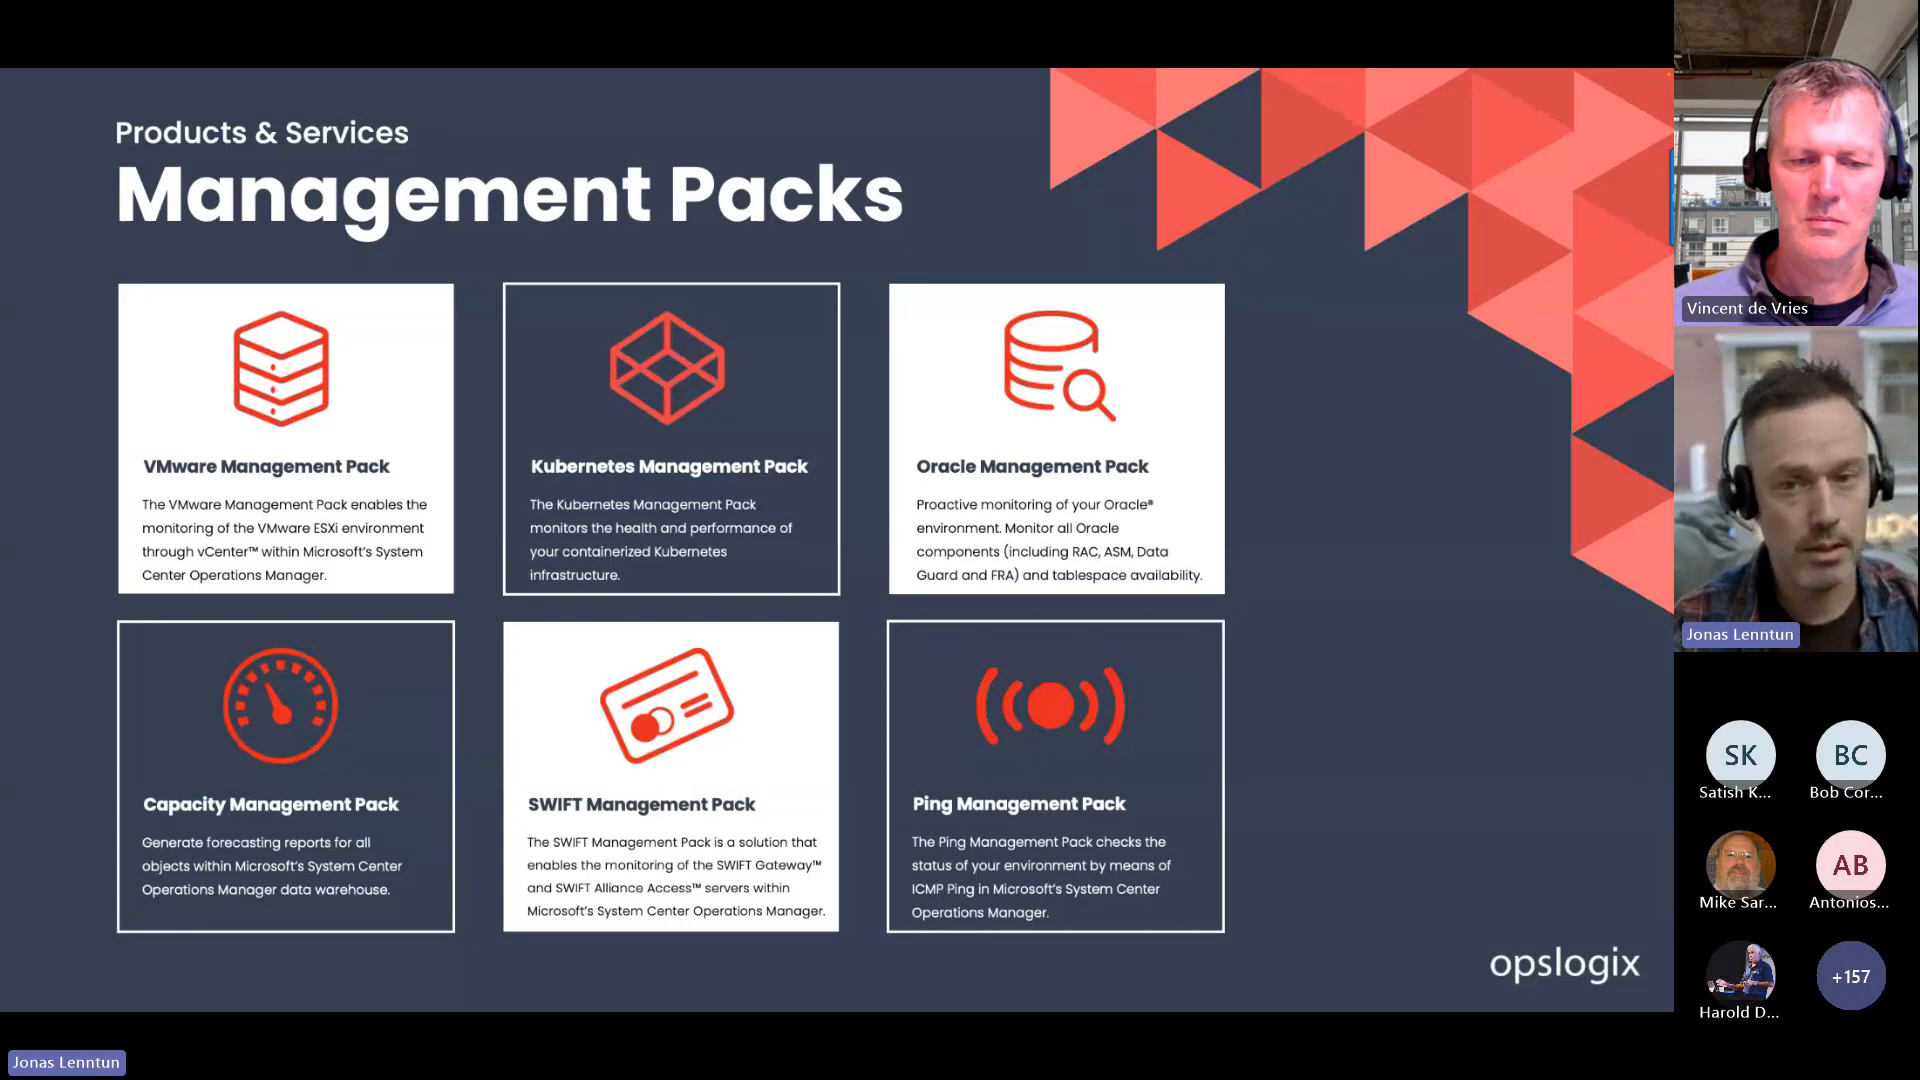 Products & Services
Management Packs
VMware Management Pack
The VMware Management Pack enables the
monitoring of the VMware ESXi environment
through vCenter™ within Microsoft's System
Center Operations Manager.
Kubernetes Management Pack
The Kubernetes Management Pack
monitors the health and performance of
your containerized Kubernetes
infrastructure.
Oracle Management Pack
Proactive monitoring of your Oracle®
environment. Monitor all Oracle
components (including RAC, ASM, Data
Guard and FRA) and tablespace availability.
Capacity Management Pack
Generate forecasting reports for all
objects within Microsoft's System Center
Operations Manager data warehouse.
SWIFT Management Pack
The SWIFT Management Pack is a solution that
enables the monitoring of the SWIFT Gateway™
and SWIFT Alliance Access™ servers within
Microsoft's System Center Operations Manager.
Ping Management Pack
The Ping Management Pack checks the
status of your environment by means of
ICMP Ping in Microsoft's System Center
Operations Manager.
opslogix
Vincent de Vries
Jonas Lenntun
SK
Satish K...
BC
Bob Cor...
Mike Sar...
AB
Antonios...
Harold D...
+157
Jonas Lenntun